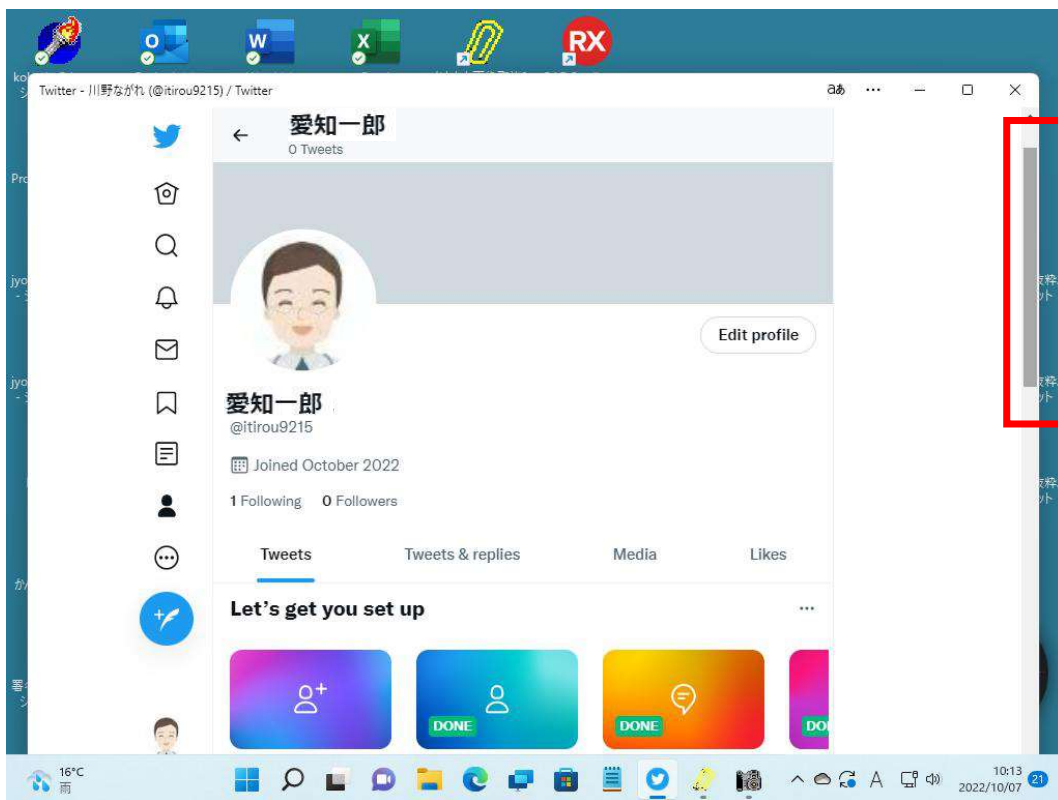 RX
Twitter - 川野ながれ (@itirou9215) / Twitter
aあ
愛知一郎
0 Tweets
Edit profile
愛知一郎
@itirou9215
Joined October 2022
1 Following 0 Followers
Tweets Tweets & replies Media Likes
Let's get you set up
DONE
DONE
16°C
雨
A
10:13
2022/10/07
21